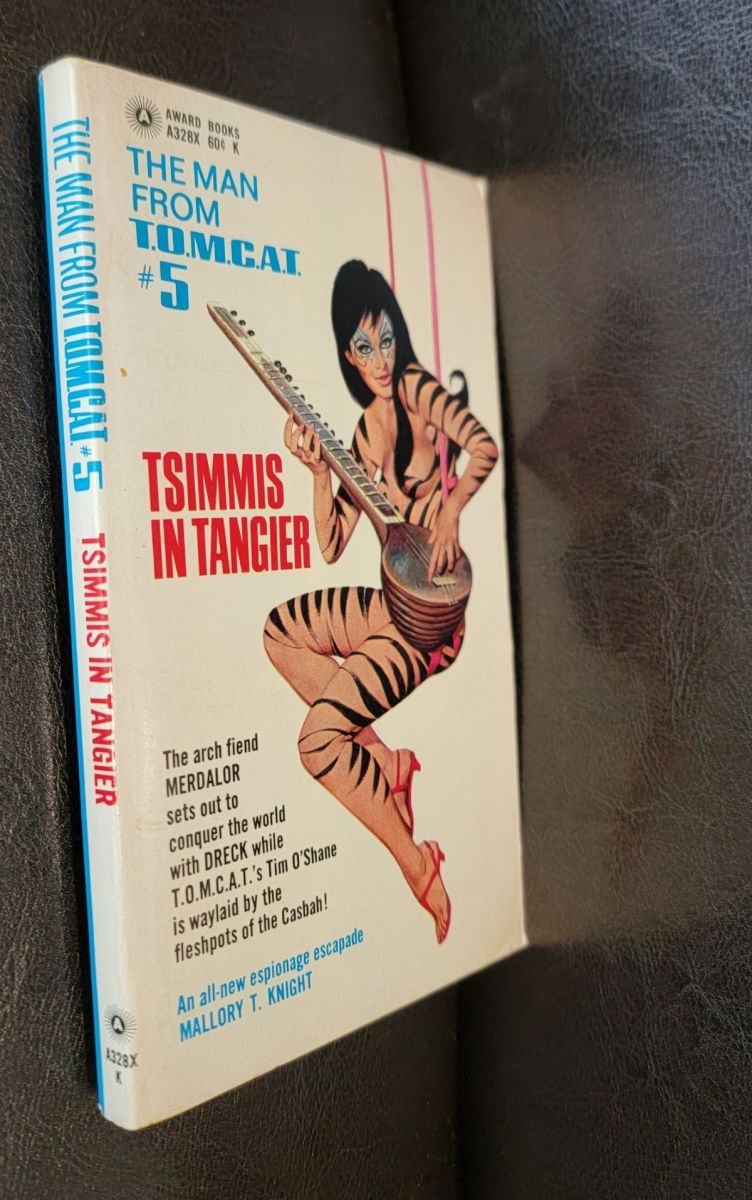 THE MAN FROM T.O.M.C.A.T. #5 TSIMMIS IN TANGIER
A
A328X
K
A
AWARD BOOKS
A328X 60¢ K
THE MAN
FROM
T.O.M.C.A.T.
#5
TSIMMIS
IN TANGIER
The arch fiend
MERDALOR
sets out to
conquer the world
with DRECK while
T.O.M.C.A.T.'s Tim O'Shane
is waylaid by the
fleshpots of the Casbah!
An all-new espionage escapade
MALLORY T. KNIGHT